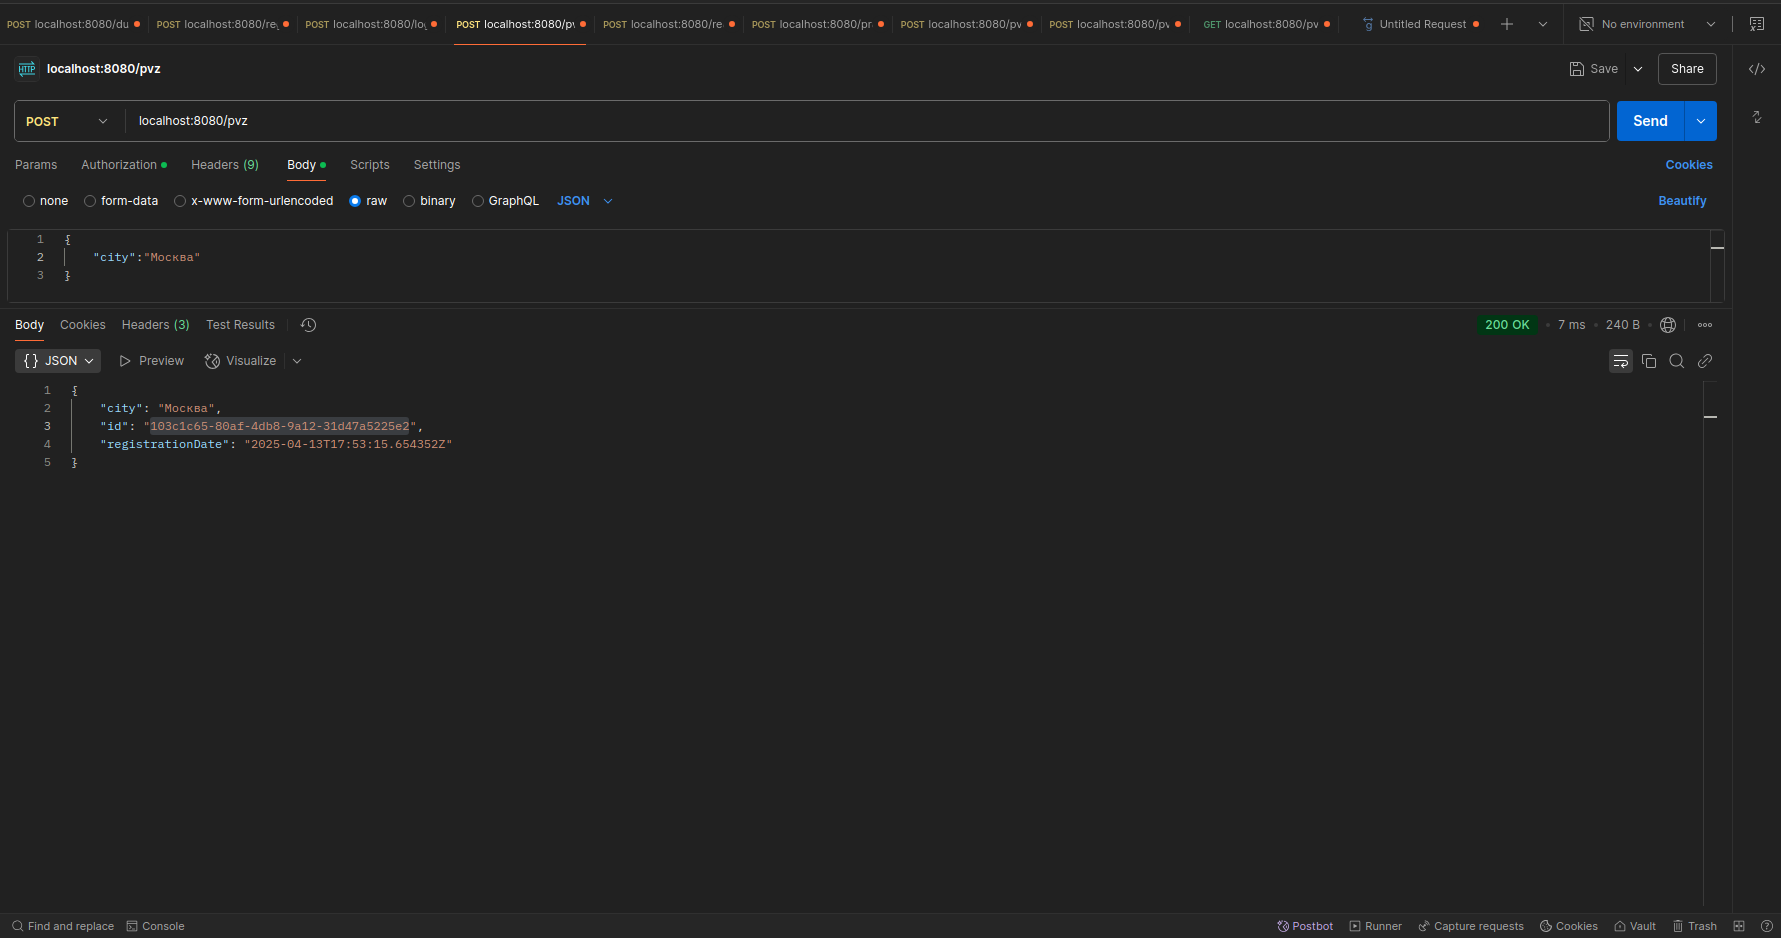 POST localhost:8080/du POST localhost:8080/re POST localhost:8080/lo POST localhost:8080/pv POST localhost:8080/re POST localhost:8080/pr POST localhost:8080/pv POST localhost:8080/pv GET localhost:8080/pv Untitled Request No environment
HTTP localhost:8080/pvz Save Share
POST localhost:8080/pvz Send
Params Authorization Headers (9) Body Scripts Settings Cookies
none form-data x-www-form-urlencoded raw binary GraphQL JSON Beautify
1 {
2 "city":"Москва"
3 }
Body Cookies Headers (3) Test Results 200 OK 7 ms 240 B
{} JSON Preview Visualize
1 {
2 "city": "Москва",
3 "id": "103c1c65-80af-4db8-9a12-31d47a5225e2",
4 "registrationDate": "2025-04-13T17:53:15.654352Z"
5 }
Find and replace Console Postbot Runner Capture requests Cookies Vault Trash